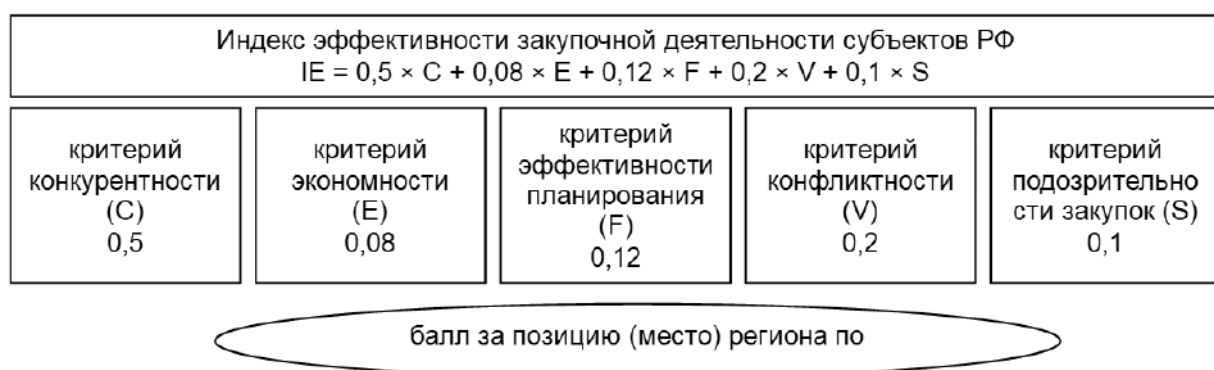 Индекс эффективности закупочной деятельности субъектов РФ
IE = 0,5 × C + 0,08 × E + 0,12 × F + 0,2 × V + 0,1 × S
критерий
конкурентности
(C)
0,5
критерий
экономности
(E)
0,08
критерий
эффективности
планирования
(F)
0,12
критерий
конфликтности
(V)
0,2
критерий
подозрительно
сти закупок (S)
0,1
балл за позицию (место) региона по